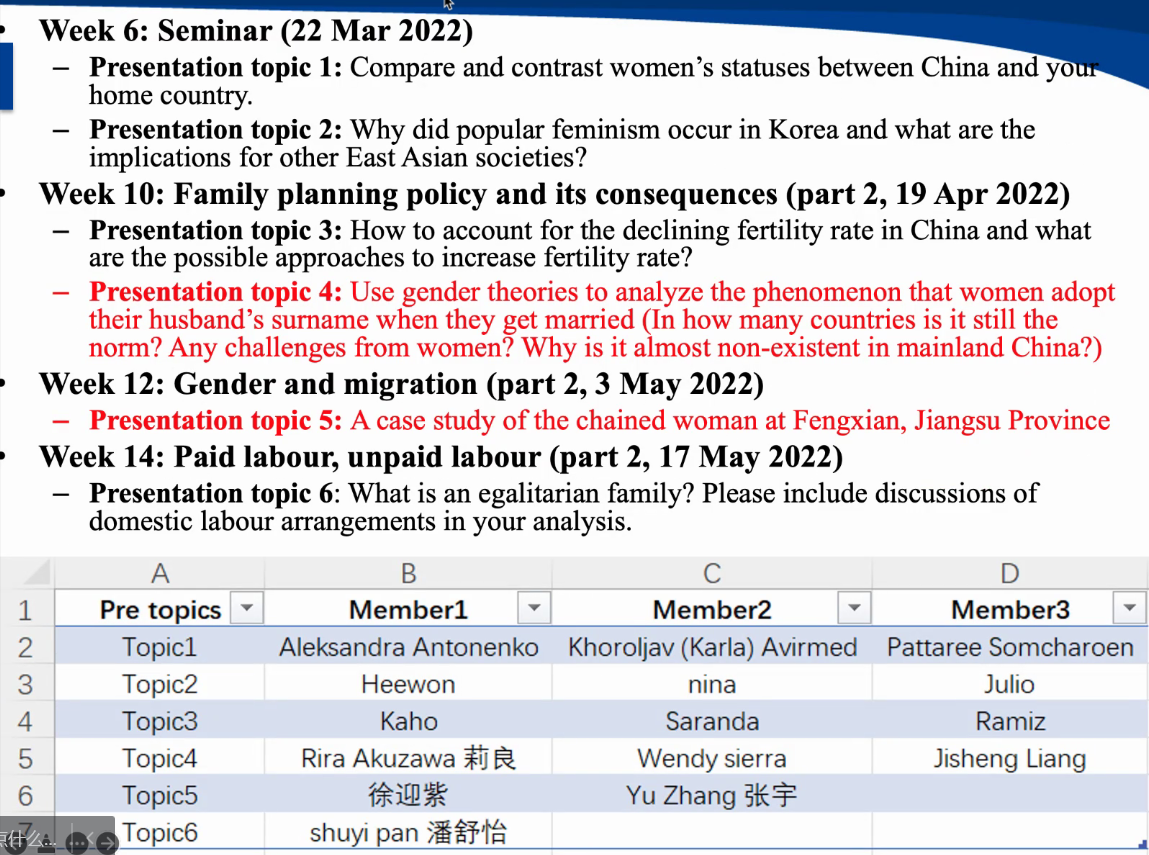 • Week 6: Seminar (22 Mar 2022)
– Presentation topic 1: Compare and contrast women's statuses between China and your
home country.
– Presentation topic 2: Why did popular feminism occur in Korea and what are the
implications for other East Asian societies?
• Week 10: Family planning policy and its consequences (part 2, 19 Apr 2022)
– Presentation topic 3: How to account for the declining fertility rate in China and what
are the possible approaches to increase fertility rate?
– Presentation topic 4: Use gender theories to analyze the phenomenon that women adopt
their husband's surname when they get married (In how many countries is it still the
norm? Any challenges from women? Why is it almost non-existent in mainland China?)
• Week 12: Gender and migration (part 2, 3 May 2022)
– Presentation topic 5: A case study of the chained woman at Fengxian, Jiangsu Province
• Week 14: Paid labour, unpaid labour (part 2, 17 May 2022)
– Presentation topic 6: What is an egalitarian family? Please include discussions of
domestic labour arrangements in your analysis.
A B C D
1 Pre topics Member1 Member2 Member3
2 Topic1 Aleksandra Antonenko Khoroljav (Karla) Avirmed Pattaree Somcharoen
3 Topic2 Heewon nina Julio
4 Topic3 Kaho Saranda Ramiz
5 Topic4 Rira Akuzawa 莉良 Wendy sierra Jisheng Liang
6 Topic5 徐迎紫 Yu Zhang 张宇
7 Topic6 shuyi pan 潘舒怡
点什么...